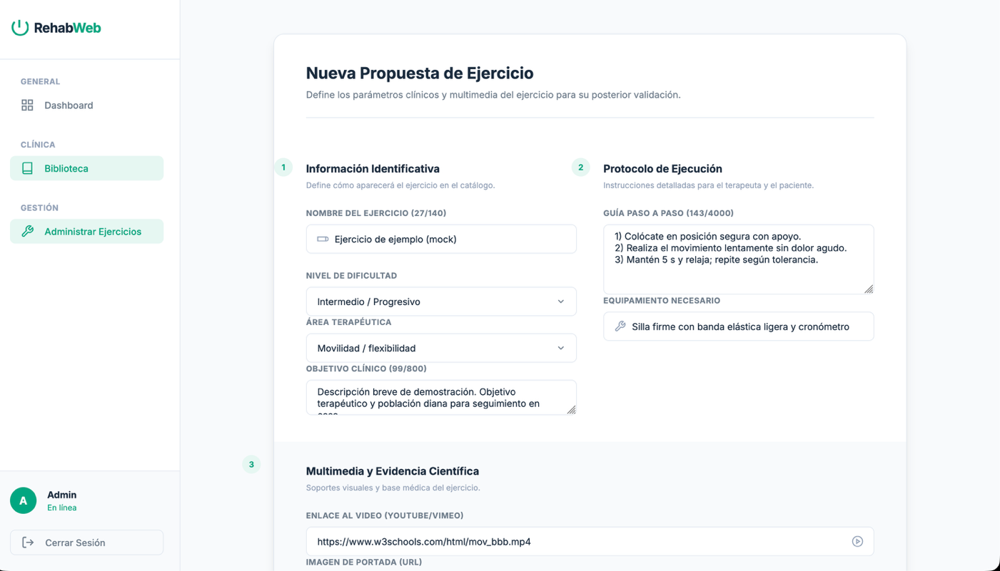 RehabWeb
GENERAL
Dashboard
CLÍNICA
Biblioteca
GESTIÓN
Administrar Ejercicios
A
Admin
En línea
Cerrar Sesión
Nueva Propuesta de Ejercicio
Define los parámetros clínicos y multimedia del ejercicio para su posterior validación.
1
Información Identificativa
Define cómo aparecerá el ejercicio en el catálogo.
NOMBRE DEL EJERCICIO (27/140)
Ejercicio de ejemplo (mock)
NIVEL DE DIFICULTAD
Intermedio / Progresivo
ÁREA TERAPÉUTICA
Movilidad / flexibilidad
OBJETIVO CLÍNICO (99/800)
Descripción breve de demostración. Objetivo
terapéutico y población diana para seguimiento en
2
Protocolo de Ejecución
Instrucciones detalladas para el terapeuta y el paciente.
GUÍA PASO A PASO (143/4000)
1) Colócate en posición segura con apoyo.
2) Realiza el movimiento lentamente sin dolor agudo.
3) Mantén 5 s y relaja; repite según tolerancia.
EQUIPAMIENTO NECESARIO
Silla firme con banda elástica ligera y cronómetro
3
Multimedia y Evidencia Científica
Soportes visuales y base médica del ejercicio.
ENLACE AL VIDEO (YOUTUBE/VIMEO)
https://www.w3schools.com/html/mov_bbb.mp4
IMAGEN DE PORTADA (URL)